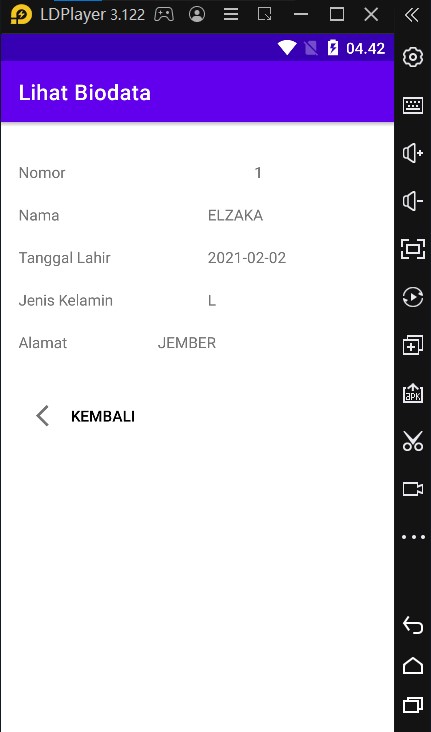 LDPlayer 3.122
04.42
Lihat Biodata
Nomor 1
Nama ELZAKA
Tanggal Lahir 2021-02-02
Jenis Kelamin L
Alamat JEMBER
KEMBALI
APK